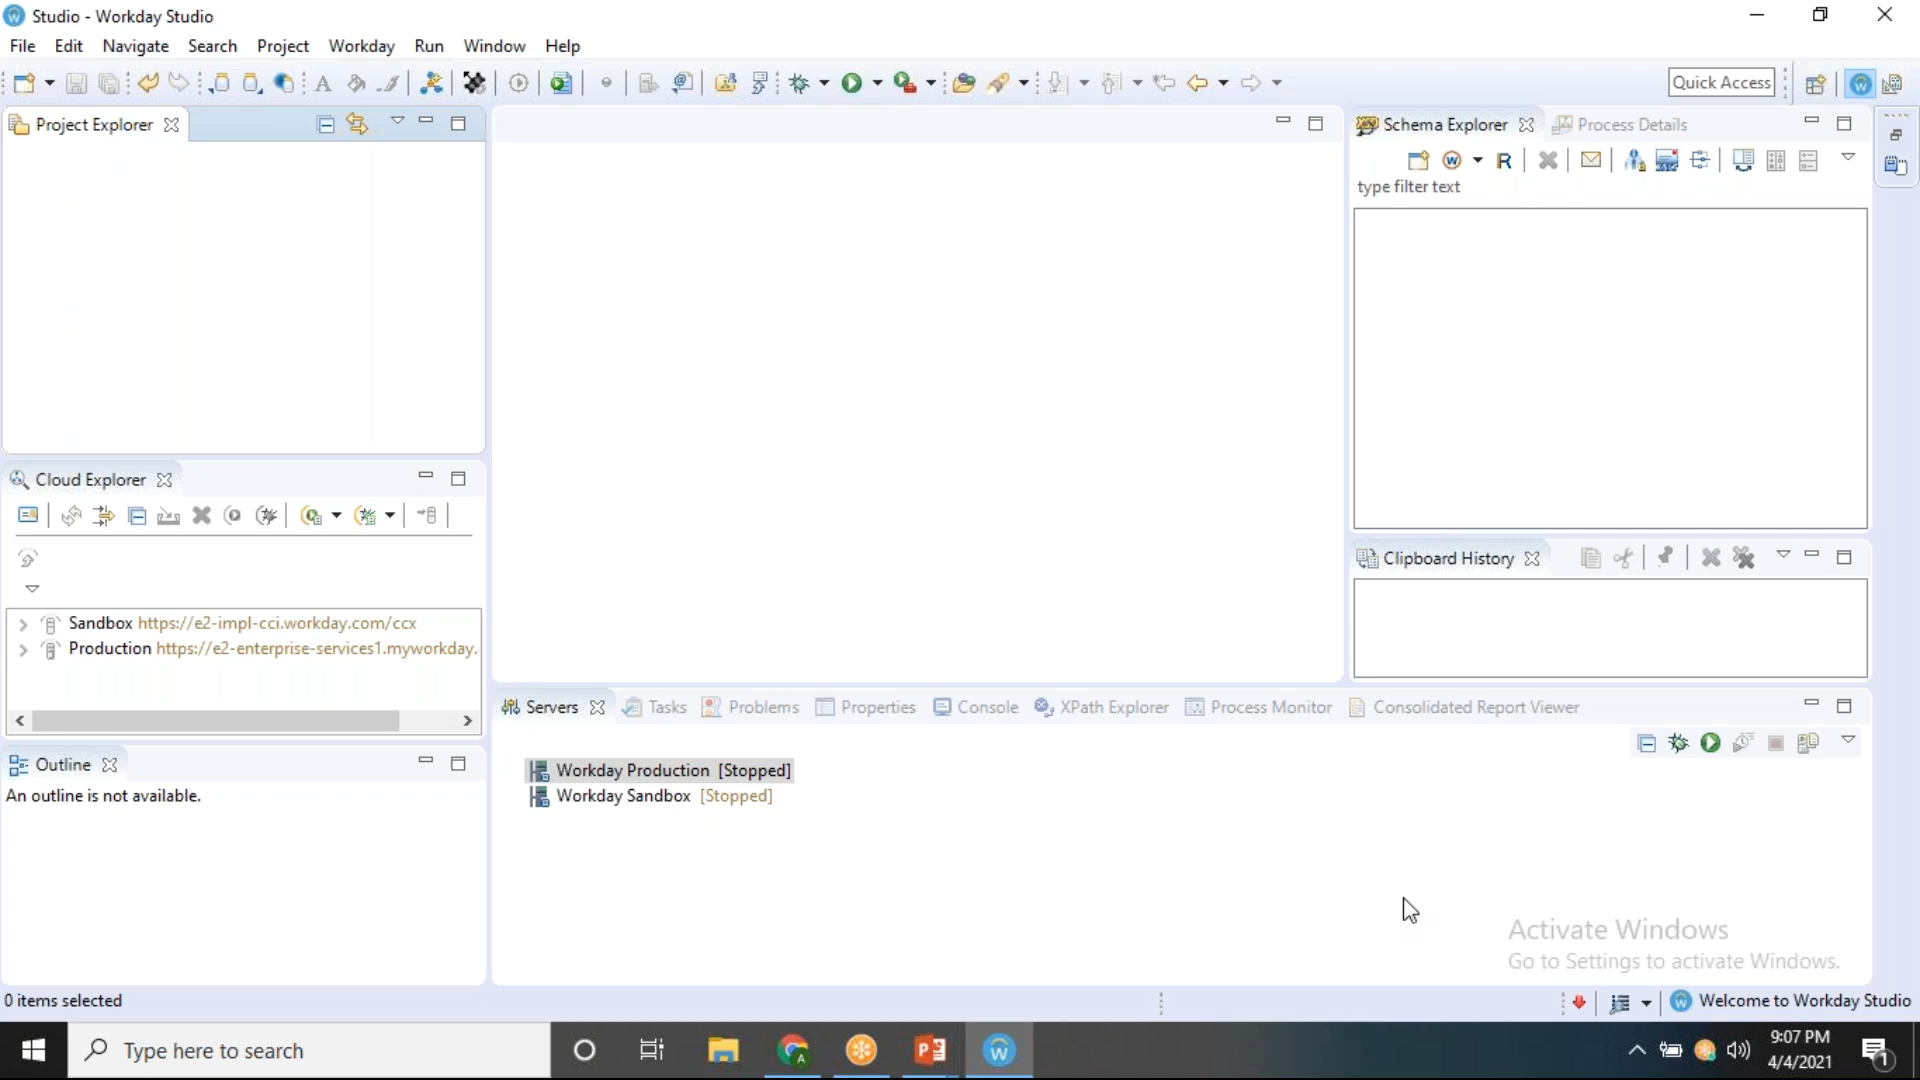 Studio - Workday Studio
File Edit Navigate Search Project Workday Run Window Help
Quick Access
Project Explorer
Schema Explorer Process Details
type filter text
Cloud Explorer
Sandbox https://e2-impl-cci.workday.com/ccx
Production https://e2-enterprise-services1.myworkday.
Clipboard History
Outline
An outline is not available.
Servers Tasks Problems Properties Console XPath Explorer Process Monitor Consolidated Report Viewer
Workday Production [Stopped]
Workday Sandbox [Stopped]
Activate Windows
Go to Settings to activate Windows.
0 items selected
Welcome to Workday Studio
Type here to search
9:07 PM
4/4/2021
1